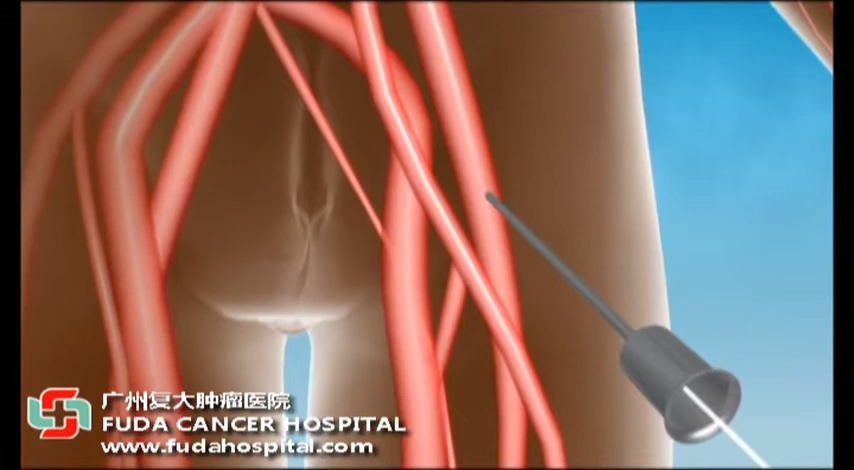 广州复大肿瘤医院
FUDA CANCER HOSPITAL
www.fudahospital.com